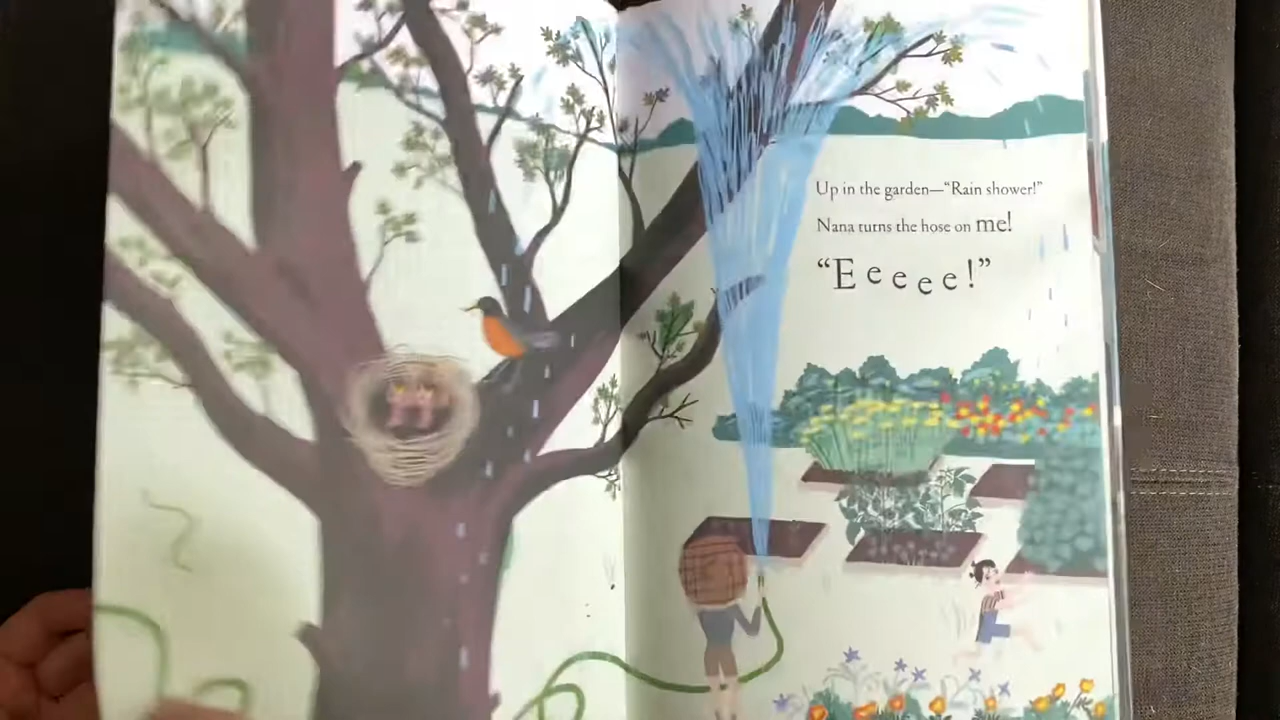 Up in the garden—“Rain shower!”
Nana turns the hose on me!
“Eeeee!”